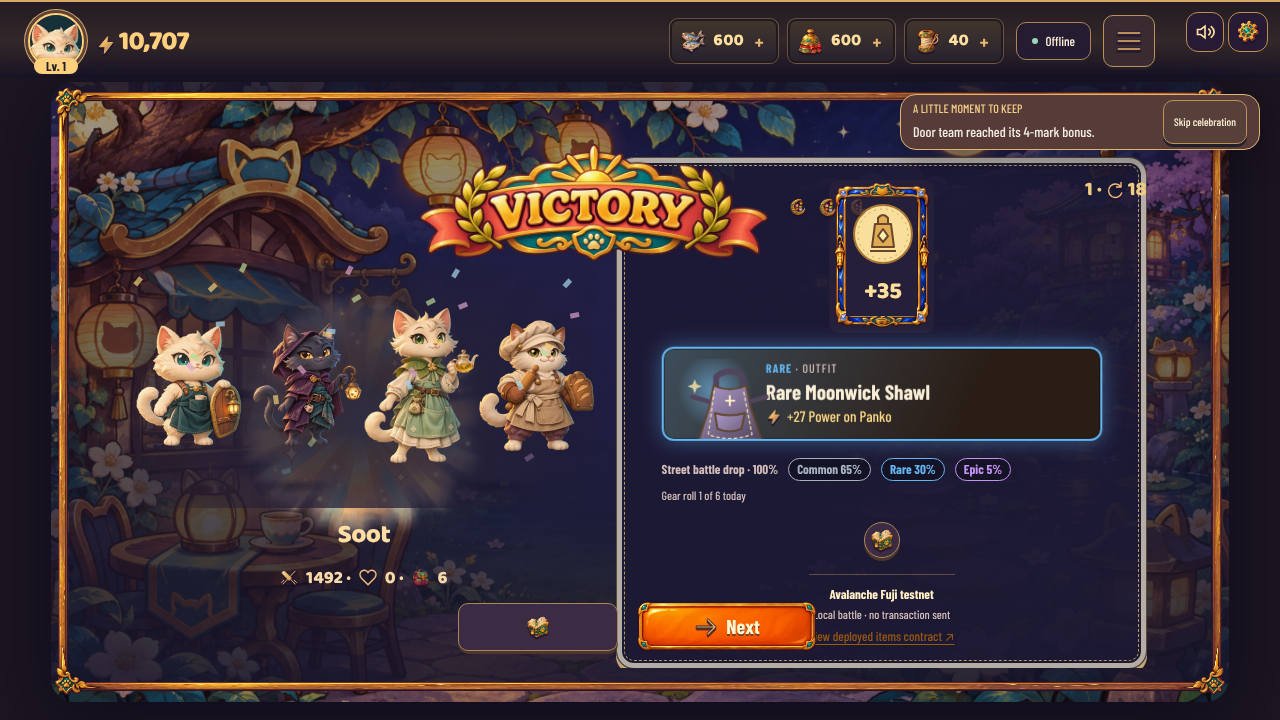 Lv. 1
10,707
600 +
600 +
40 +
Offline
A LITTLE MOMENT TO KEEP
Door team reached its 4-mark bonus.
Skip celebration
VICTORY
1 · 18
+35
RARE · OUTFIT
Rare Moonwick Shawl
+27 Power on Panko
Street battle drop · 100%
Common 65%
Rare 30%
Epic 5%
Gear roll 1 of 6 today
Soot
1492 · 0 · 6
Avalanche Fuji testnet
Local battle · no transaction sent
deployed items contract ↗
Next